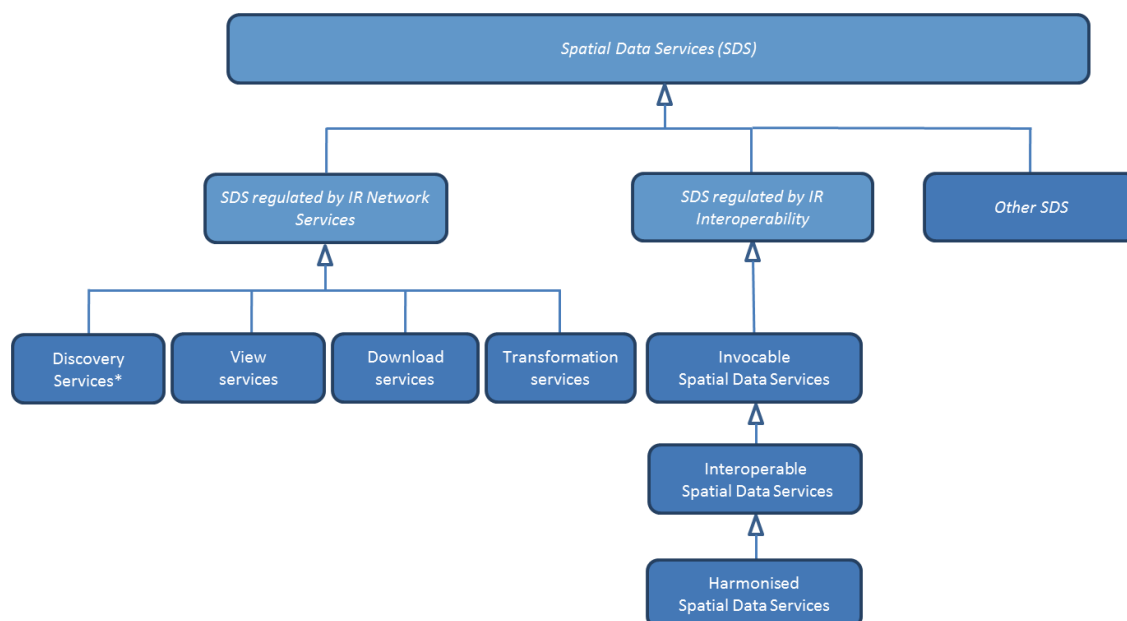 Spatial Data Services (SDS)
SDS regulated by IR Network
Services
SDS regulated by IR
Interoperability
Other SDS
Discovery
Services*
View
services
Download
services
Transformation
services
Invocable
Spatial Data Services
Interoperable
Spatial Data Services
Harmonised
Spatial Data Services